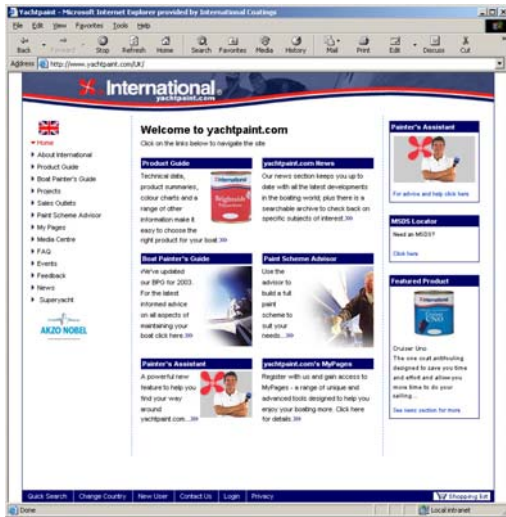 Yachtpaint - Microsoft Internet Explorer provided by International Coatings
File Edit View Favorites Tools Help
Back Forward Stop Refresh Home Search Favorites Media History Mail Print Edit Discuss Cut
Address http://www.yachtpaint.com/UK/
International
yachtpaint.com
Home
About International
Product Guide
Boat Painter's Guide
Projects
Sales Outlets
Paint Scheme Advisor
My Pages
Media Centre
FAQ
Events
Feedback
News
Superyacht
AKZO NOBEL
Welcome to yachtpaint.com
Click on the links below to navigate the site
Product Guide
Technical data,
product summaries,
colour charts and a
range of other
information make it
easy to choose the
right product for your boat >>>
yachtpaint.com News
Our news section keeps you up to
date with all the latest developments
in the boating world, plus there is a
searchable archive to check back on
specific subjects of interest >>>
Boat Painter's Guide
We've updated
our BPG for 2003.
For the latest
informed advice
on all aspects of
maintaining your
boat click here >>>
Paint Scheme Advisor
Use the
advisor to
build a full
paint
scheme to
suit your
needs... >>>
Painter's Assistant
A powerful new
feature to help you
find your way
around
yachtpaint.com... >>>
yachtpaint.com's MyPages
Register with us and gain access to
MyPages - a range of unique and
advanced tools designed to help you
enjoy your boating more. Click here
for details >>>
Painter's Assistant
For advice and help click here
MSDS Locator
Need an MSDS?
Click here
Featured Product
Cruiser Uno
The one coat antifouling
designed to save you time
and effort and allow you
more time to do your
sailing...
See news section for more
Quick Search Change Country New User Contact Us Login Privacy Shopping list
Done Local intranet